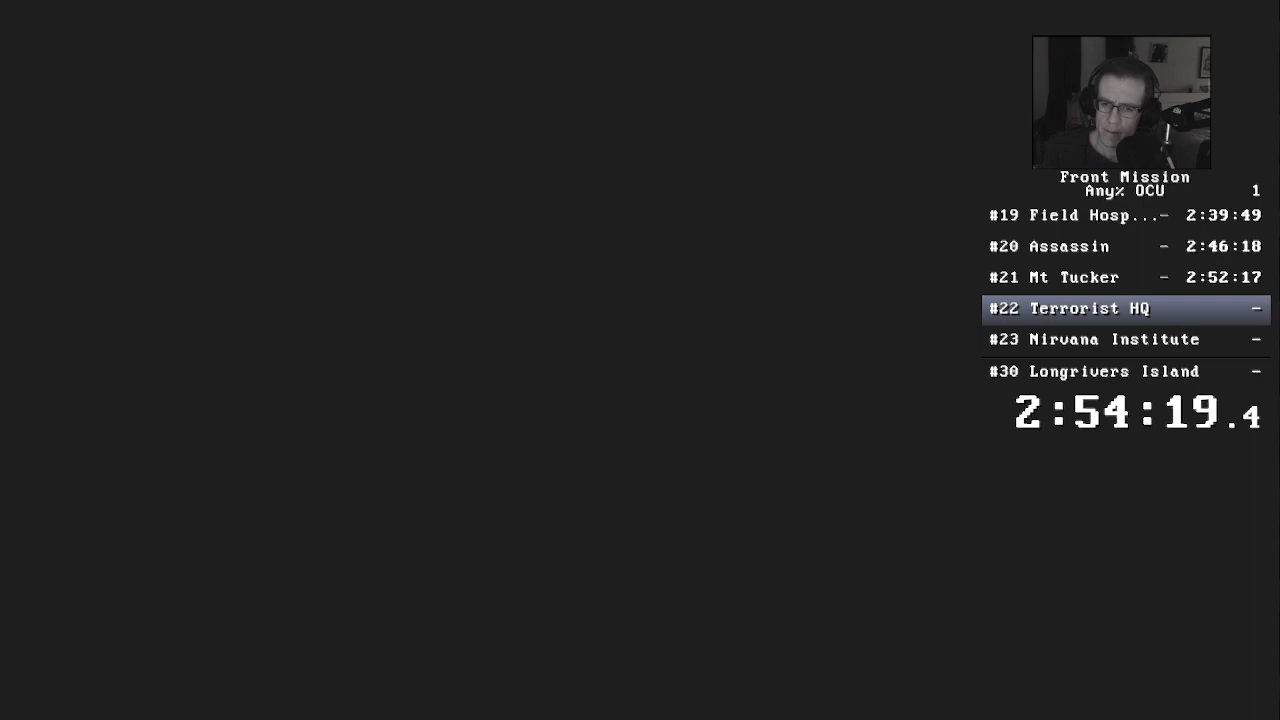 Front Mission
Any% OCU 1
#19 Field Hosp...- 2:39:49
#20 Assassin - 2:46:18
#21 Mt Tucker - 2:52:17
#22 Terrorist HQ -
#23 Nirvana Institute -
#30 Longrivers Island -
2:54:19.4